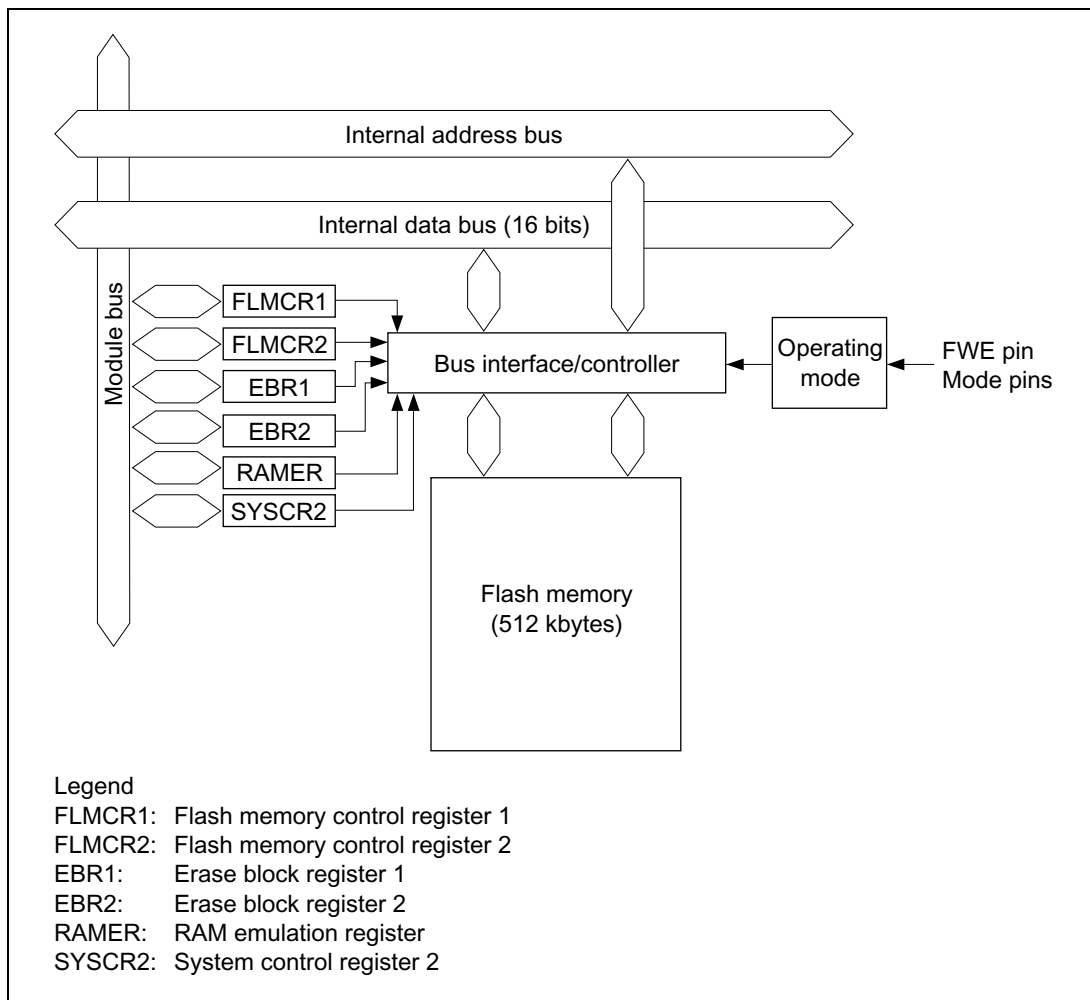 Internal address bus
Internal data bus (16 bits)
Module bus
FLMCR1
FLMCR2
EBR1
EBR2
RAMER
SYSCR2
Bus interface/controller
Operating
mode
FWE pin
Mode pins
Flash memory
(512 kbytes)
Legend
FLMCR1: Flash memory control register 1
FLMCR2: Flash memory control register 2
EBR1: Erase block register 1
EBR2: Erase block register 2
RAMER: RAM emulation register
SYSCR2: System control register 2